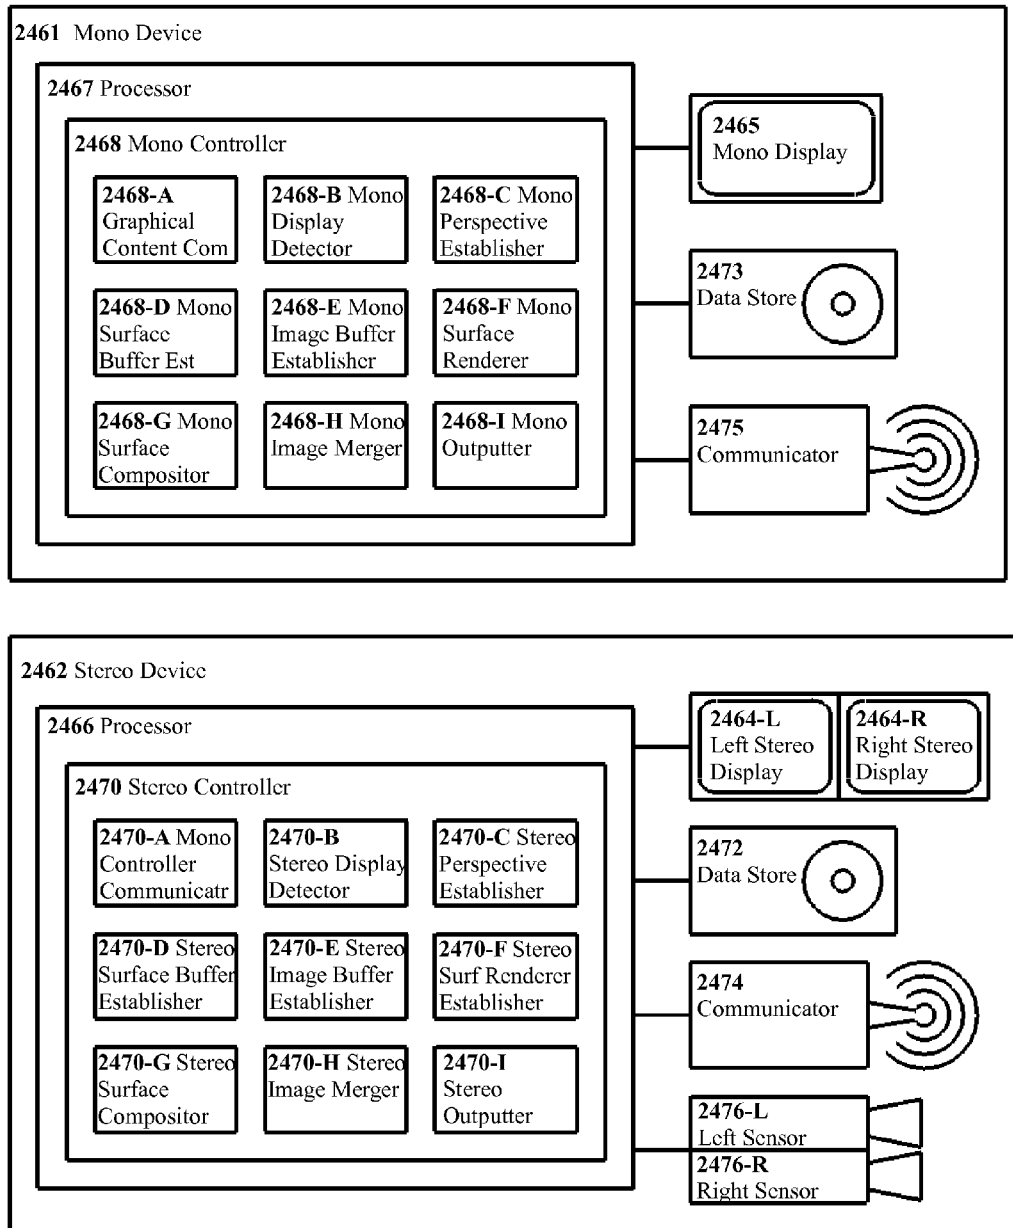 2461 Mono Device
2467 Processor
2468 Mono Controller
2468-A
Graphical
Content Com
2468-B Mono
Display
Detector
2468-C Mono
Perspective
Establisher
2468-D Mono
Surface
Buffer Est
2468-E Mono
Image Buffer
Establisher
2468-F Mono
Surface
Renderer
2468-G Mono
Surface
Compositor
2468-H Mono
Image Merger
2468-I Mono
Outputter
2465
Mono Display
2473
Data Store
2475
Communicator
2462 Stereo Device
2466 Processor
2470 Stereo Controller
2470-A Mono
Controller
Communicatr
2470-B
Stereo Display
Detector
2470-C Stereo
Perspective
Establisher
2470-D Stereo
Surface Buffer
Establisher
2470-E Stereo
Image Buffer
Establisher
2470-F Stereo
Surf Renderer
Establisher
2470-G Stereo
Surface
Compositor
2470-H Stereo
Image Merger
2470-I
Stereo
Outputter
2464-L
Left Stereo
Display
2464-R
Right Stereo
Display
2472
Data Store
2474
Communicator
2476-L
Left Sensor
2476-R
Right Sensor